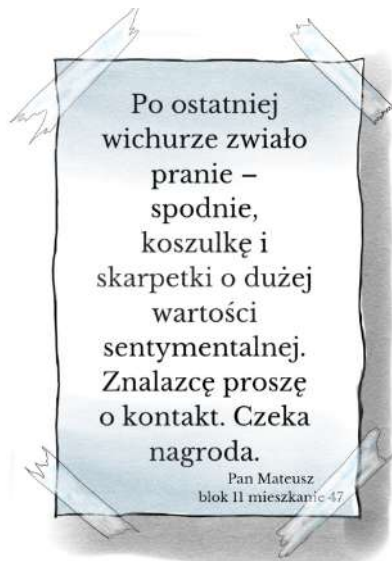 Po ostatniej
wichurze zwiało
pranie –
spodnie,
koszulkę i
skarpetki o dużej
wartości
sentymentalnej.
Znalazcę proszę
o kontakt. Czeka
nagroda.
Pan Mateusz
blok 11 mieszkanie 47